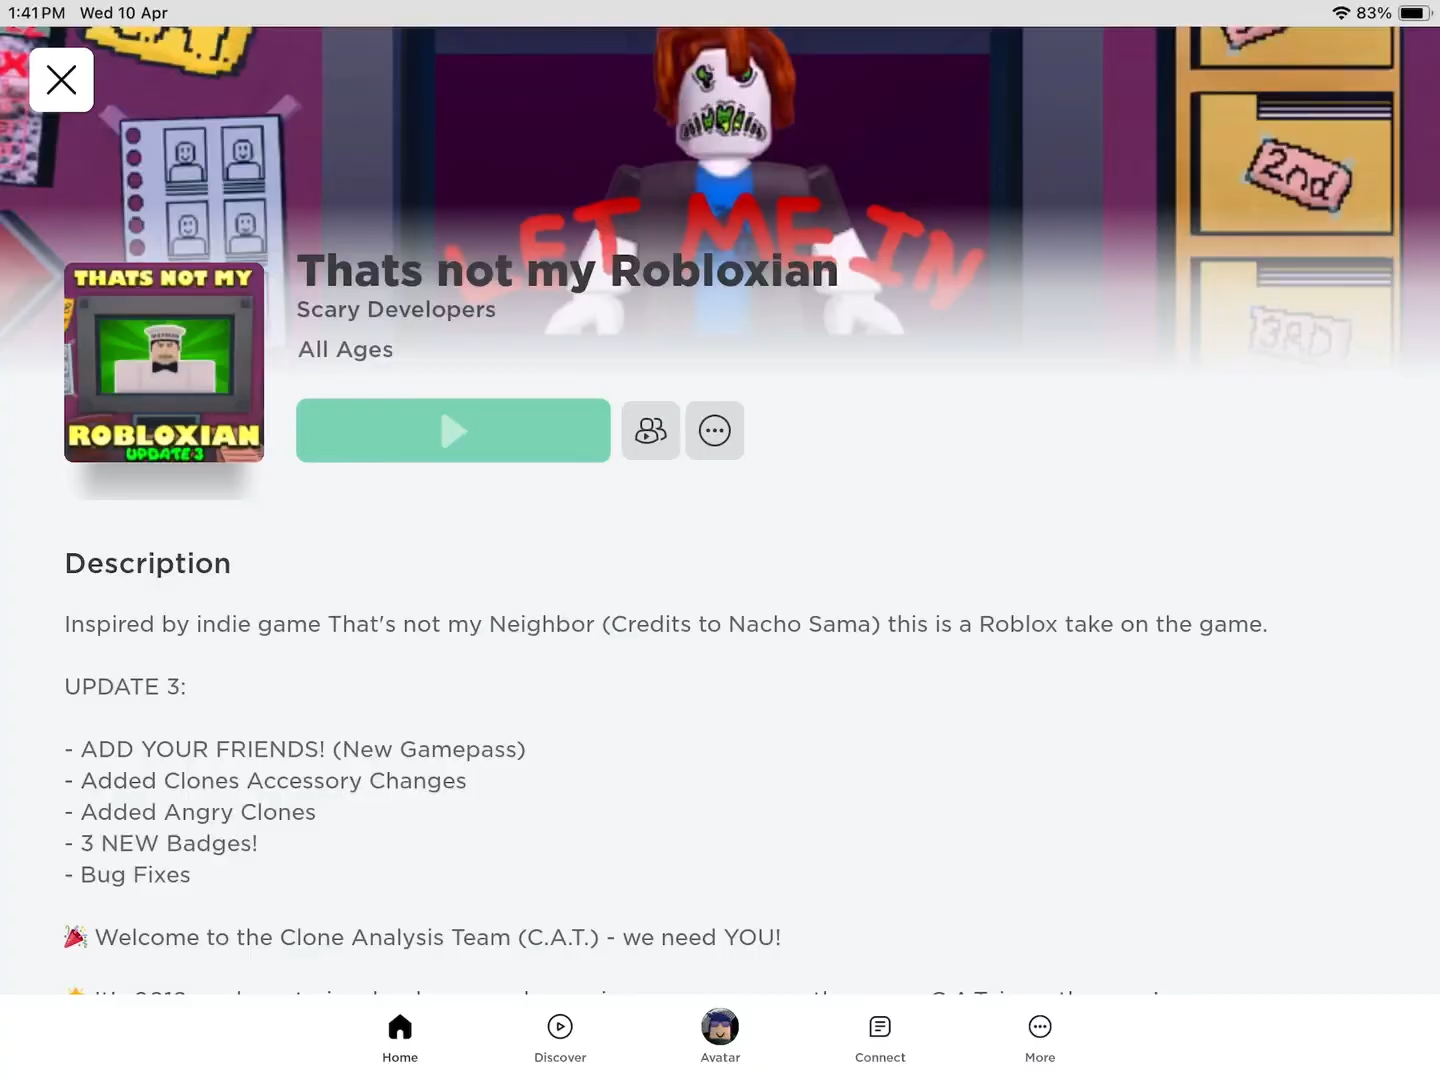 1:41 PM Wed 10 Apr
83%
2nd
3RD
LET ME IN
THATS NOT MY
ROBLOXIAN
UPDATE 3
Thats not my Robloxian
Scary Developers
All Ages
Description
Inspired by indie game That's not my Neighbor (Credits to Nacho Sama) this is a Roblox take on the game.
UPDATE 3:
- ADD YOUR FRIENDS! (New Gamepass)
- Added Clones Accessory Changes
- Added Angry Clones
- 3 NEW Badges!
- Bug Fixes
🎉 Welcome to the Clone Analysis Team (C.A.T.) - we need YOU!
Home
Discover
Avatar
Connect
More